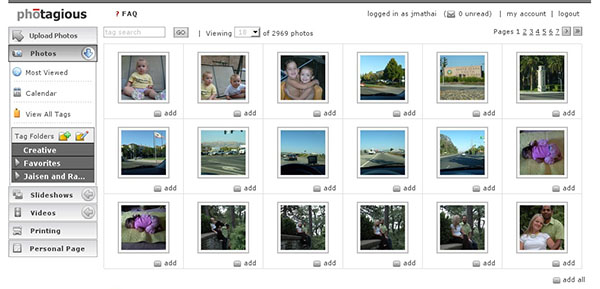 photagious
? FAQ
logged in as jmathai ( 0 unread) | my account | logout
Upload Photos
Photos
Most Viewed
Calendar
View All Tags
Tag Folders
Creative
Favorites
Jaisen and Ra...
Slideshows
Videos
Printing
Personal Page
tag search GO | Viewing 18 of 2969 photos
Pages 1 2 3 4 5 6 7 > »
add add add add add add
add add add add add add
add add add add add add
add all